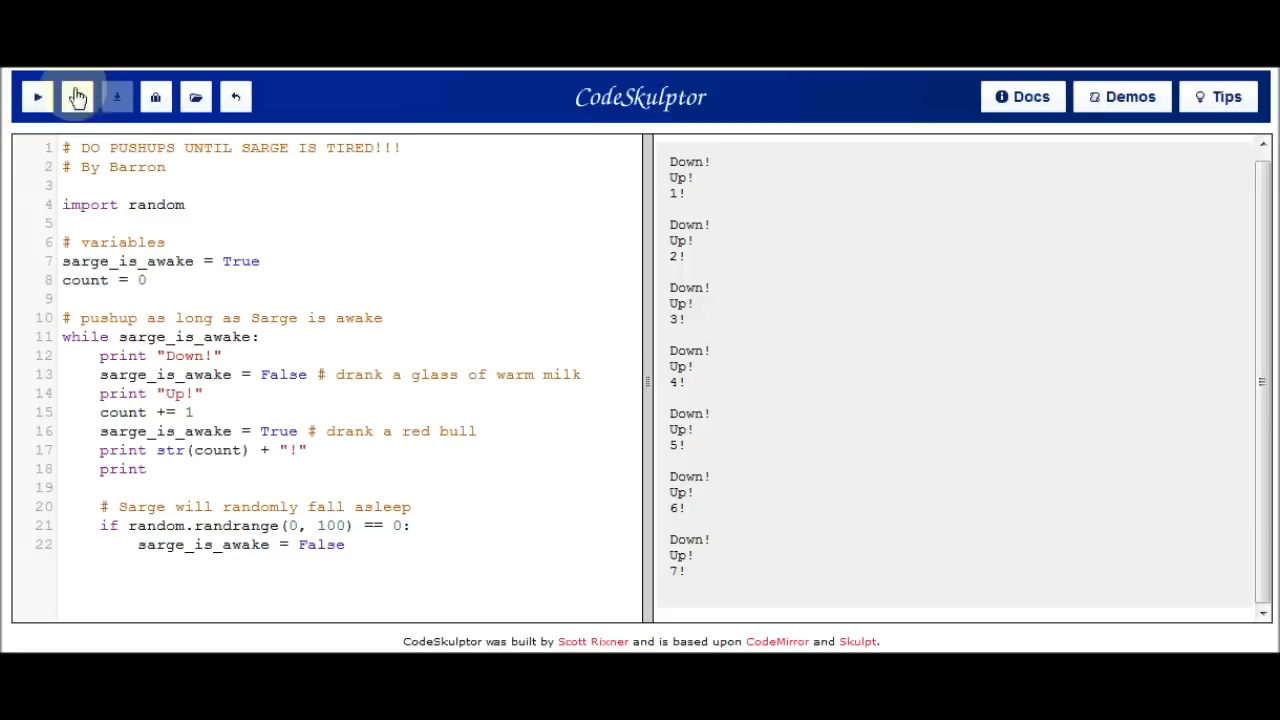 CodeSkulptor
Docs
Demos
Tips
1 # DO PUSHUPS UNTIL SARGE IS TIRED!!!
2 # By Barron
3
4 import random
5
6 # variables
7 sarge_is_awake = True
8 count = 0
9
10 # pushup as long as Sarge is awake
11 while sarge_is_awake:
12     print "Down!"
13     sarge_is_awake = False # drank a glass of warm milk
14     print "Up!"
15     count += 1
16     sarge_is_awake = True # drank a red bull
17     print str(count) + "!"
18     print
19
20     # Sarge will randomly fall asleep
21     if random.randrange(0, 100) == 0:
22         sarge_is_awake = False
Down!
Up!
1!
Down!
Up!
2!
Down!
Up!
3!
Down!
Up!
4!
Down!
Up!
5!
Down!
Up!
6!
Down!
Up!
7!
CodeSkulptor was built by Scott Rixner and is based upon CodeMirror and Skulpt.